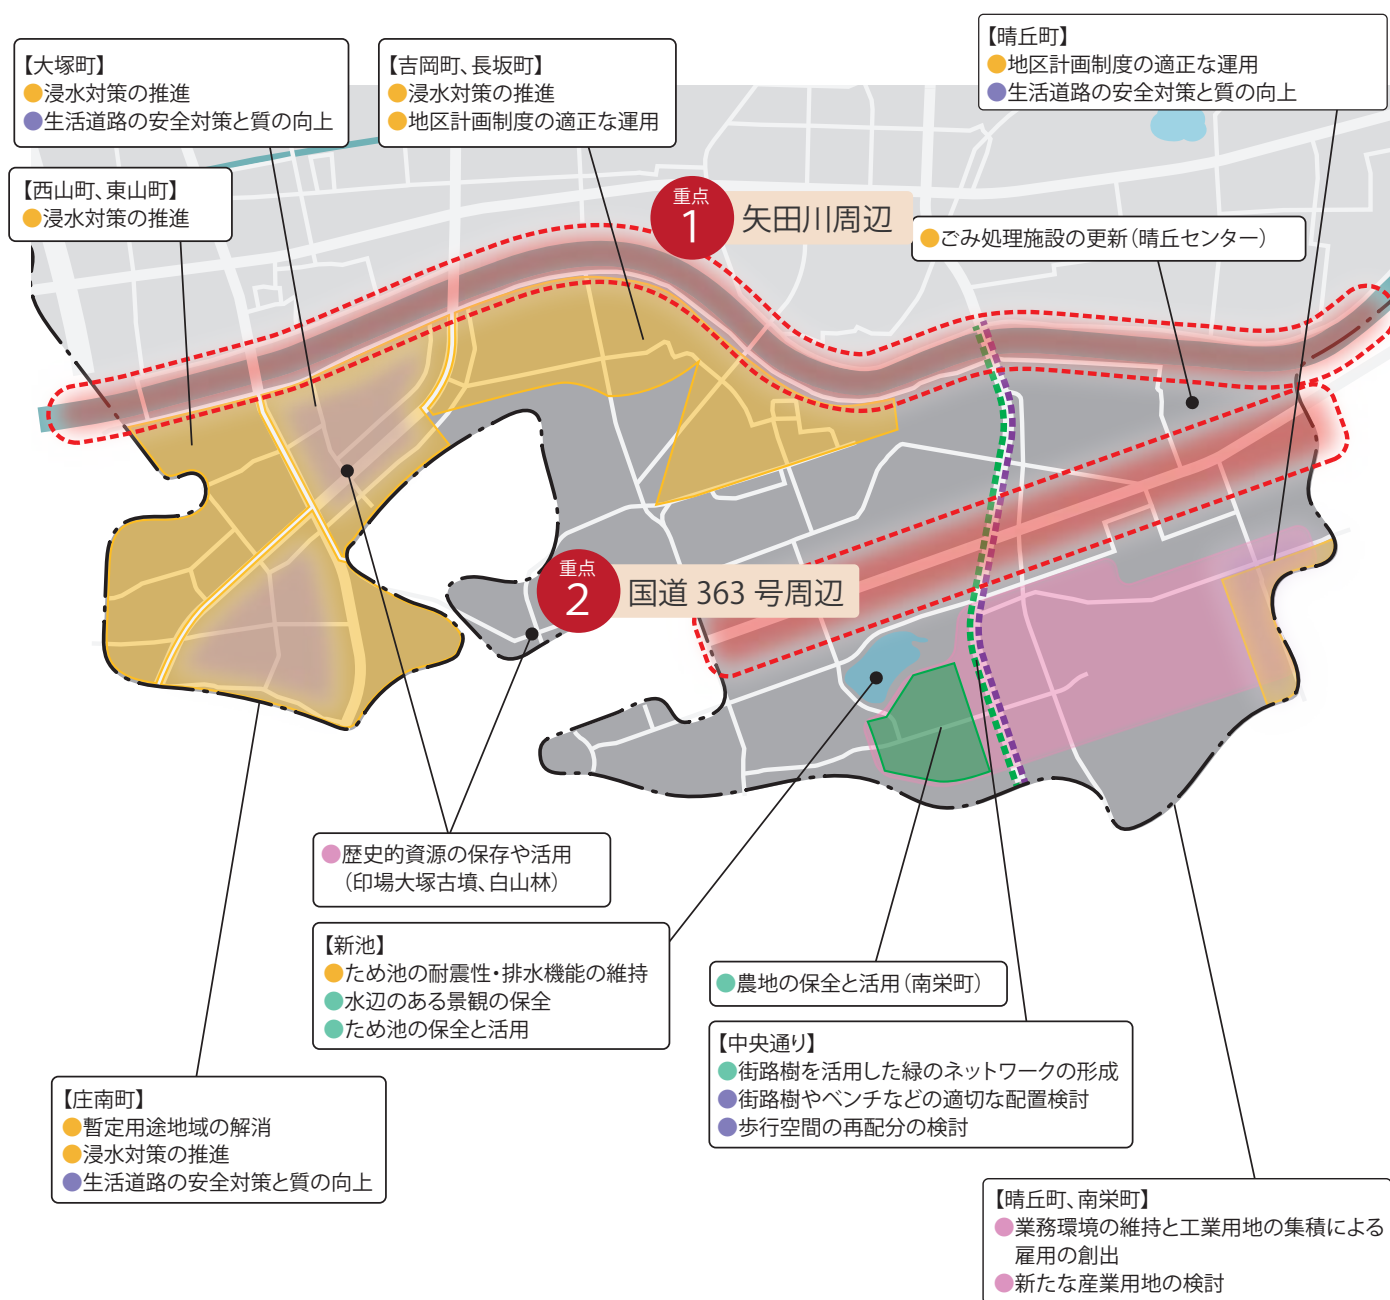 【大塚町】
●浸水対策の推進
●生活道路の安全対策と質の向上
【吉岡町、長坂町】
●浸水対策の推進
●地区計画制度の適正な運用
【晴丘町】
●地区計画制度の適正な運用
●生活道路の安全対策と質の向上
【西山町、東山町】
●浸水対策の推進
重点
1
矢田川周辺
●ごみ処理施設の更新（晴丘センター）
重点
2
国道 363 号周辺
●歴史的資源の保存や活用
（印場大塚古墳、白山林）
【新池】
●ため池の耐震性・排水機能の維持
●水辺のある景観の保全
●ため池の保全と活用
●農地の保全と活用（南栄町）
【中央通り】
●街路樹を活用した緑のネットワークの形成
●街路樹やベンチなどの適切な配置検討
●歩行空間の再配分の検討
【庄南町】
●暫定用途地域の解消
●浸水対策の推進
●生活道路の安全対策と質の向上
【晴丘町、南栄町】
●業務環境の維持と工業用地の集積による
雇用の創出
●新たな産業用地の検討